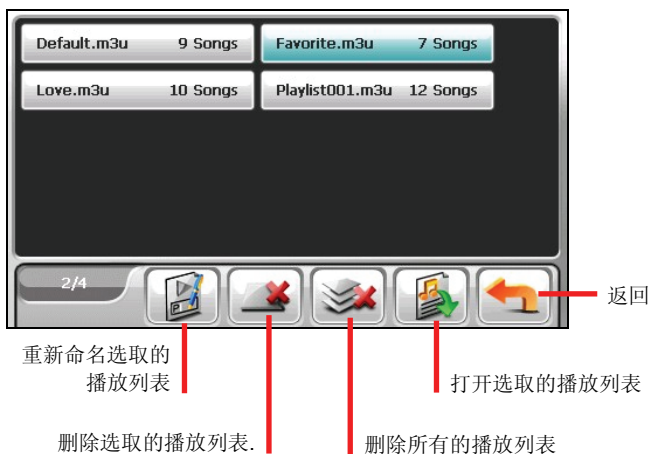 Default.m3u 9 Songs
Favorite.m3u 7 Songs
Love.m3u 10 Songs
Playlist001.m3u 12 Songs
2/4
返回
重新命名选取的
播放列表
打开选取的播放列表
删除选取的播放列表.
删除所有的播放列表